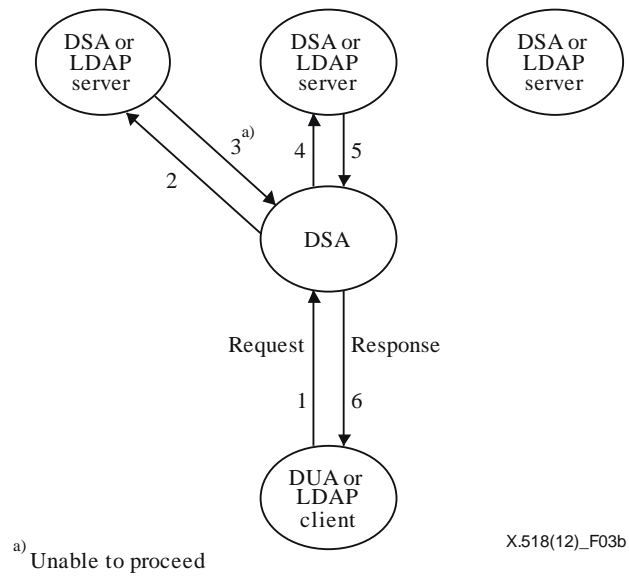 DSA or
LDAP
server
DSA or
LDAP
server
DSA or
LDAP
server
3a)
4
5
2
DSA
Request
Response
1
6
DUA or
LDAP
client
a) Unable to proceed
X.518(12)_F03b